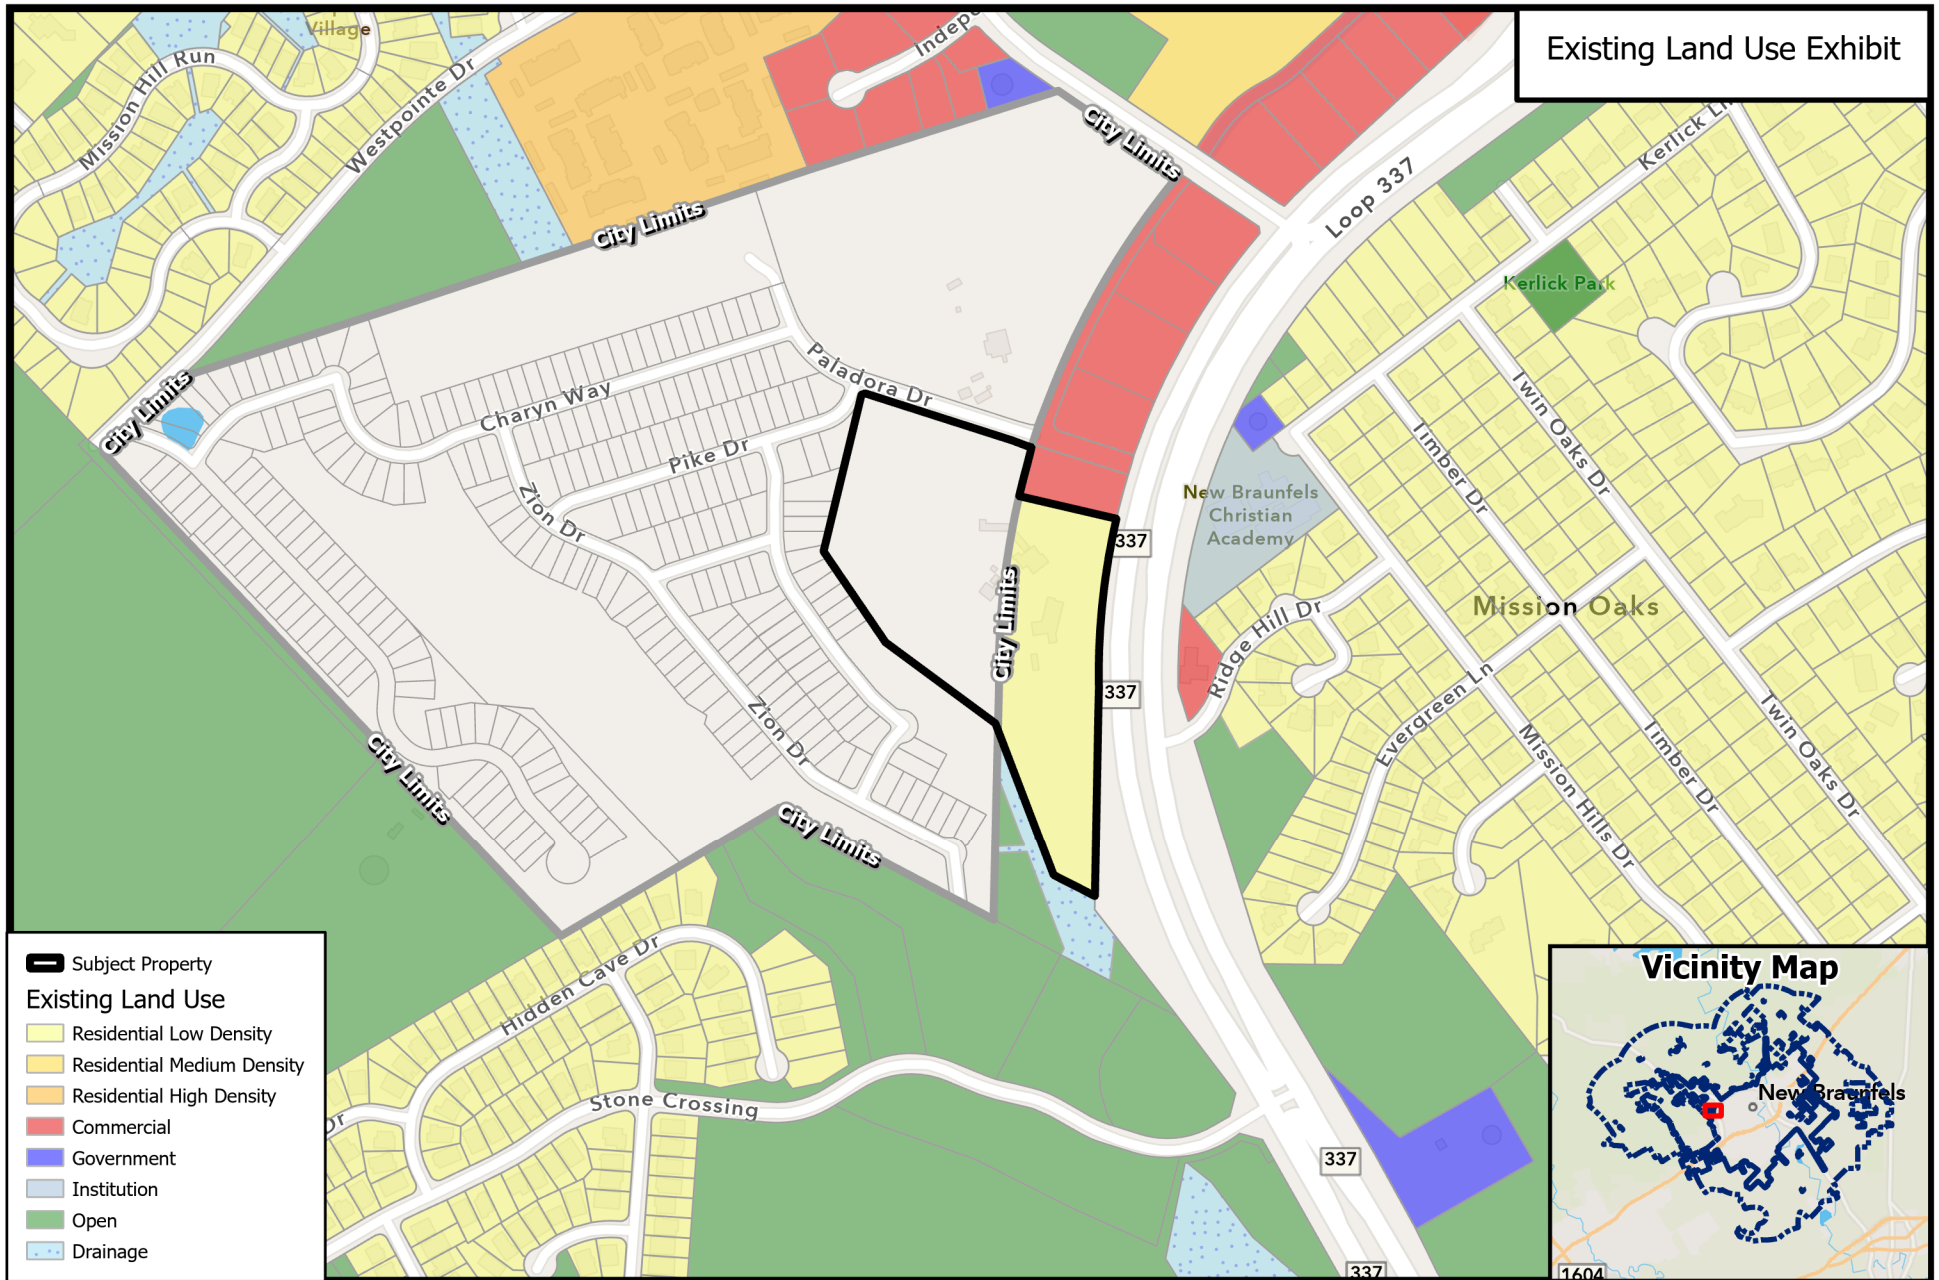 Existing Land Use Exhibit
Village
Mission Hill Run
Westpointe Dr
City Limits
City Limits
Loop 337
Kerlick Ln
Kerlick Park
City Limits
Charyn Way
Paladora Dr
Pike Dr
Zion Dr
Zion Dr
City Limits
City Limits
City Limits
New Braunfels
Christian
Academy
337
337
Ridge Hill Dr
Evergreen Ln
Mission Oaks
Twin Oaks Dr
Timber Dr
Mission Hills Dr
Timber Dr
Twin Oaks Dr
Hidden Cave Dr
Stone Crossing
Dr
337
337
Subject Property
Existing Land Use
Residential Low Density
Residential Medium Density
Residential High Density
Commercial
Government
Institution
Open
Drainage
Vicinity Map
New Braunfels
1604